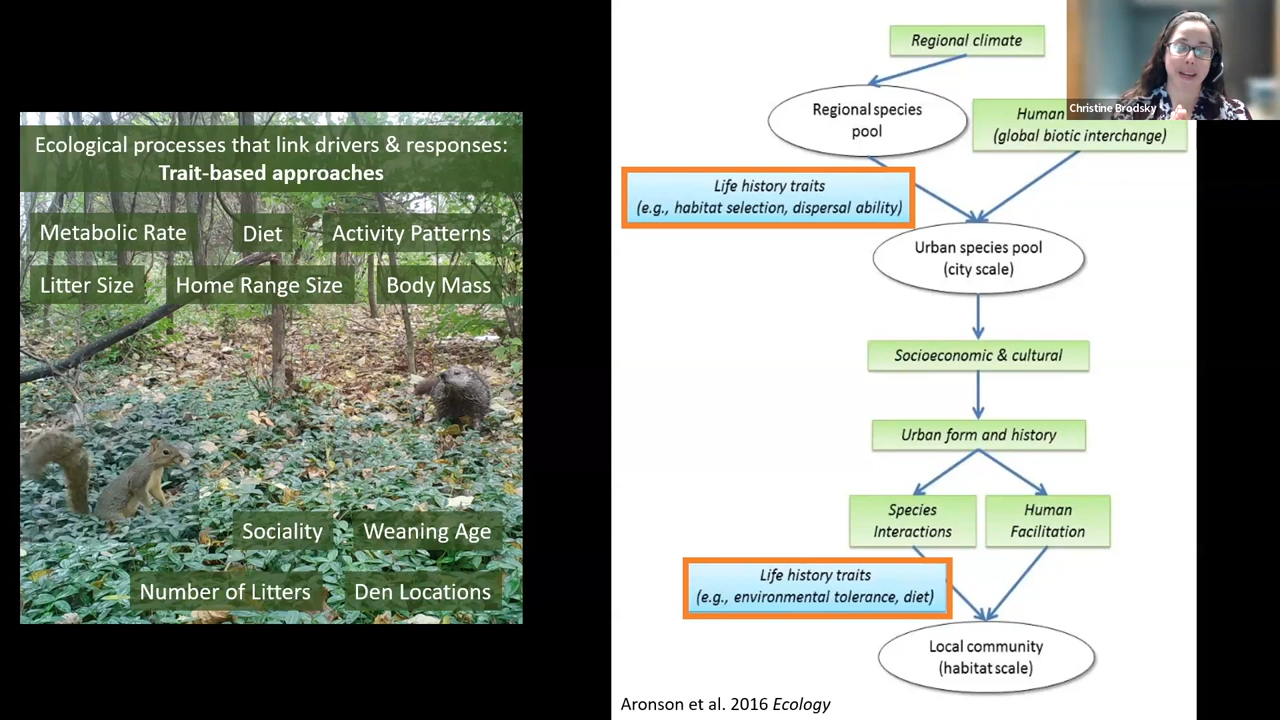 Ecological processes that link drivers & responses:
Trait-based approaches
Metabolic Rate
Diet
Activity Patterns
Litter Size
Home Range Size
Body Mass
Sociality
Weaning Age
Number of Litters
Den Locations
Regional climate
Christine Brodsky
Regional species
pool
Human
(global biotic interchange)
Life history traits
(e.g., habitat selection, dispersal ability)
Urban species pool
(city scale)
Socioeconomic & cultural
Urban form and history
Species
Interactions
Human
Facilitation
Life history traits
(e.g., environmental tolerance, diet)
Local community
(habitat scale)
Aronson et al. 2016 Ecology